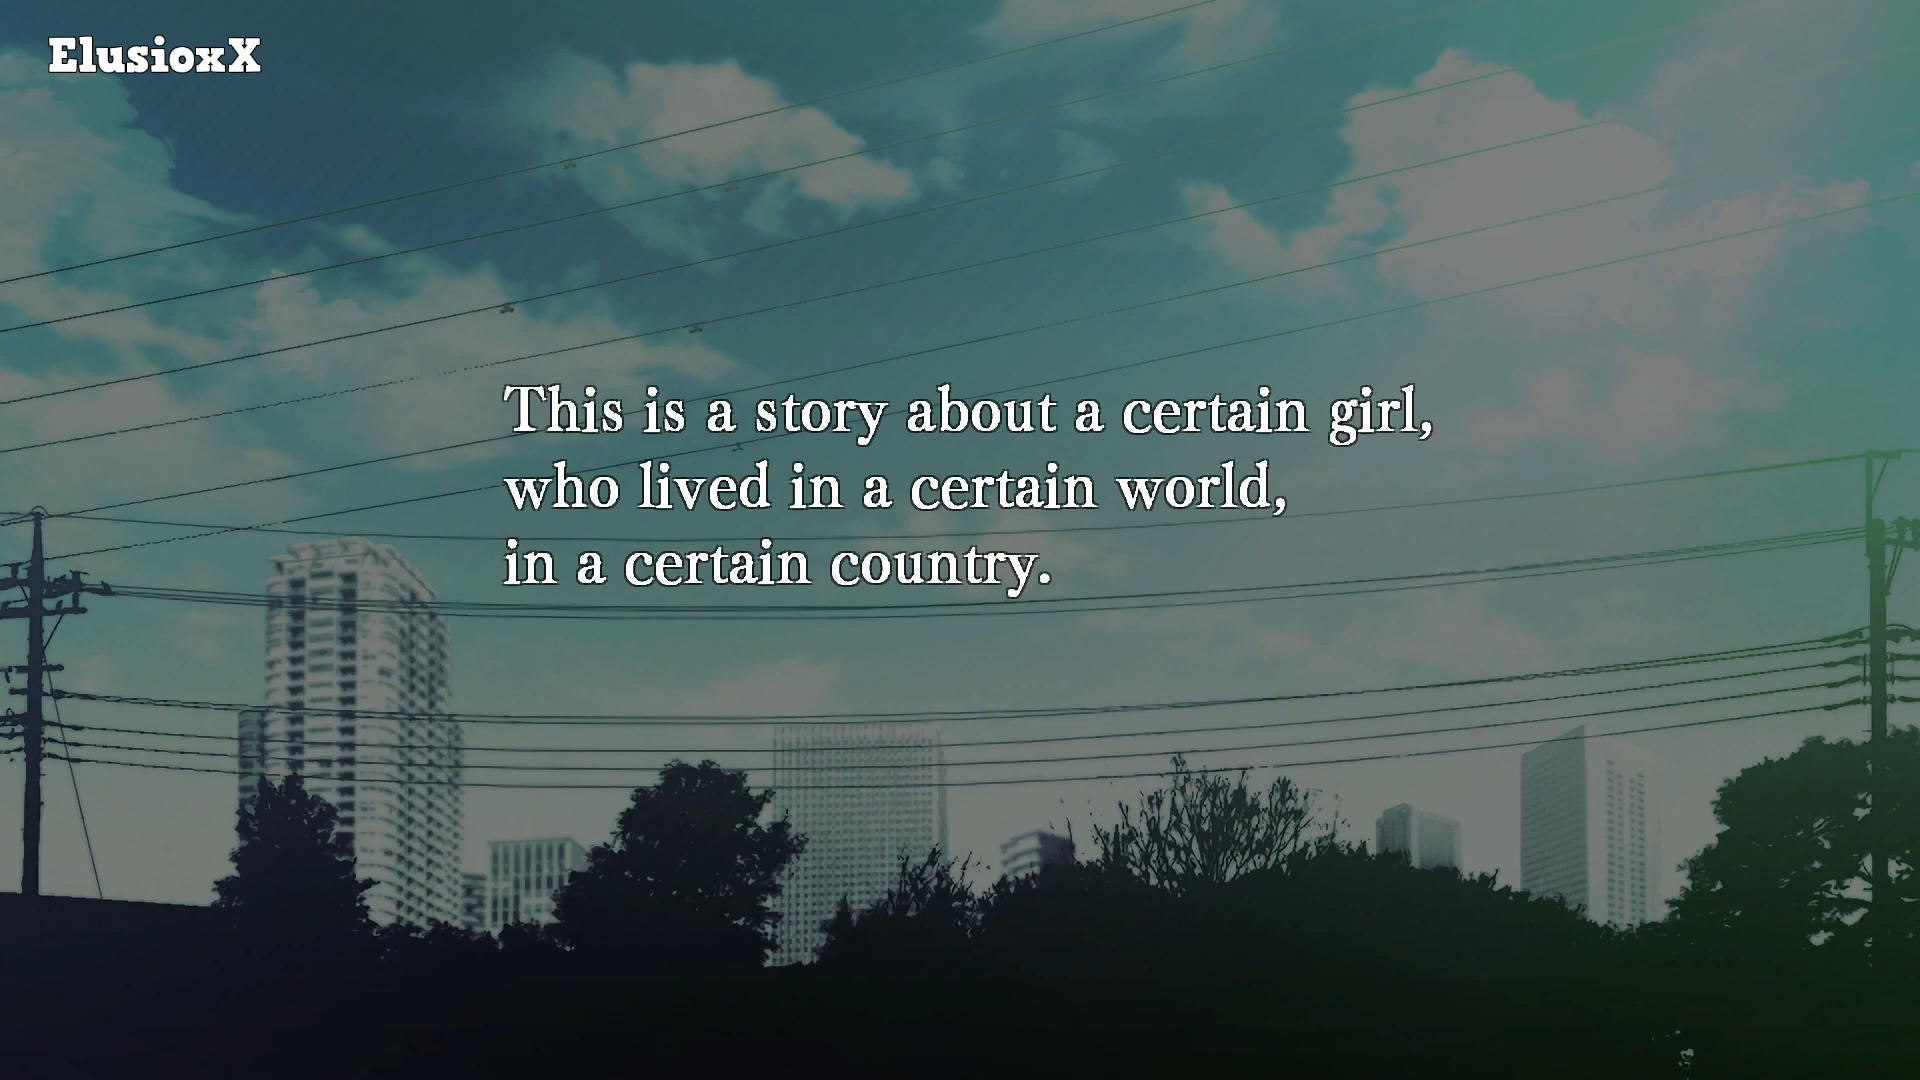 ElusioxX
This is a story about a certain girl,
who lived in a certain world,
in a certain country.